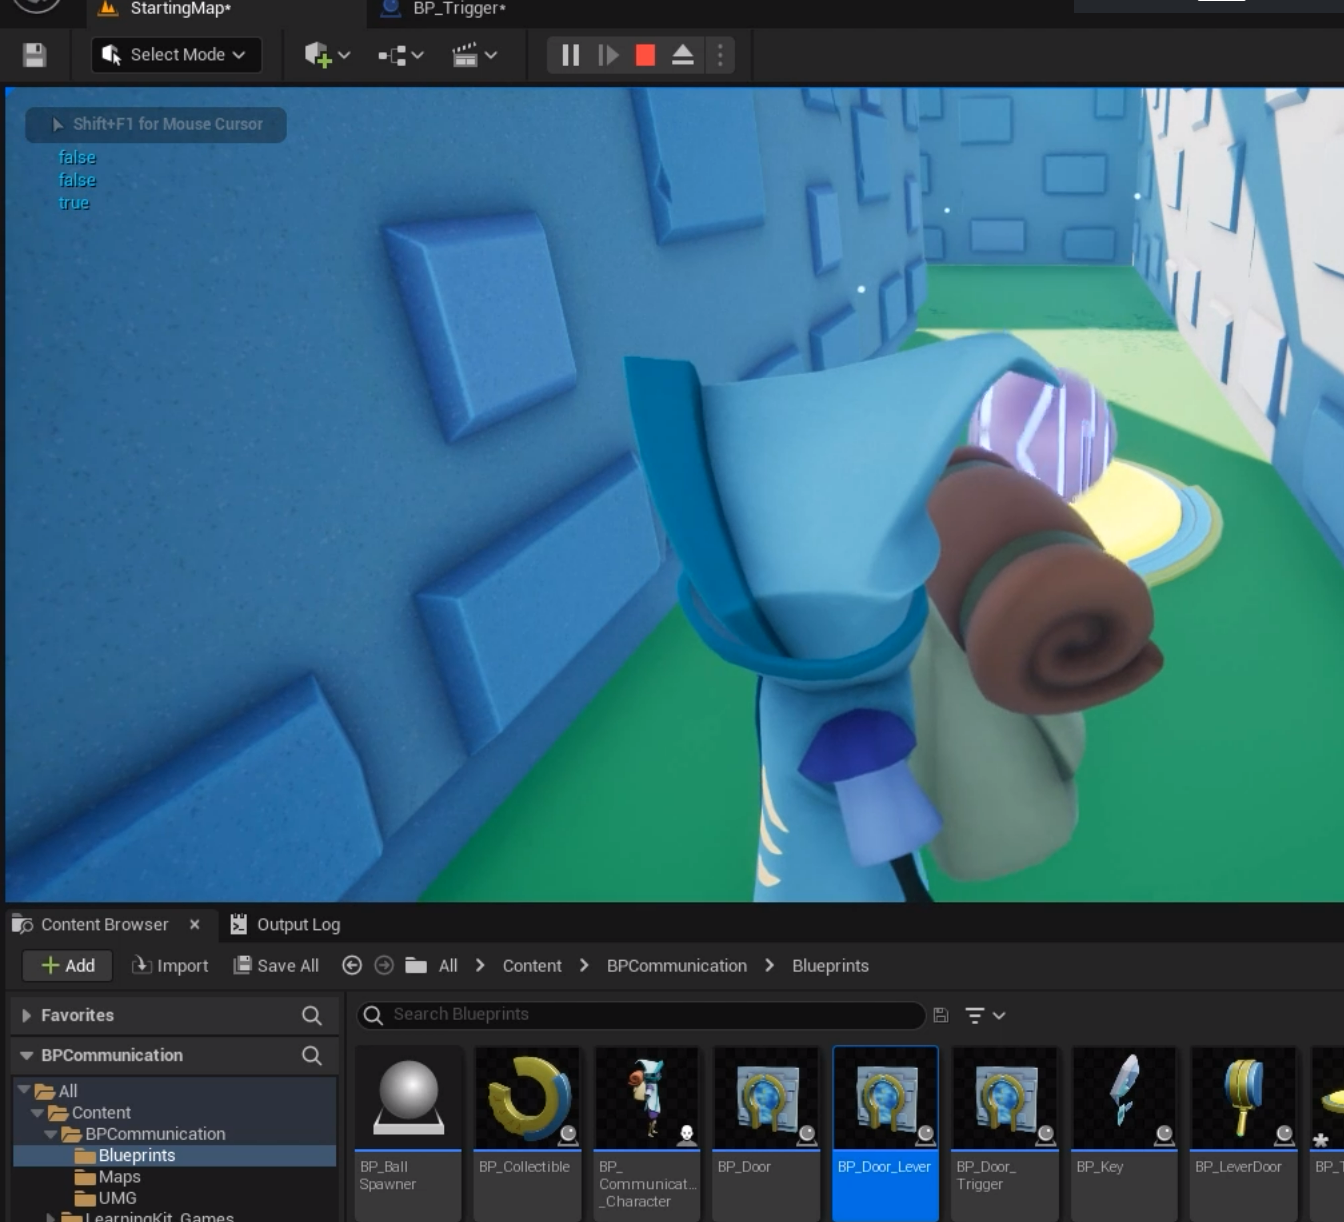 StartingMap*
BP_Trigger*
Select Mode
Shift+F1 for Mouse Cursor
false
false
true
Content Browser
Output Log
Add
Import
Save All
All
Content
BPCommunication
Blueprints
Favorites
Search Blueprints
BPCommunication
All
Content
BPCommunication
Blueprints
Maps
UMG
LearningKit_Games
BP_Ball
Spawner
BP_Collectible
BP_
Communicat...
_Character
BP_Door
BP_Door_Lever
BP_Door_
Trigger
BP_Key
BP_LeverDoor